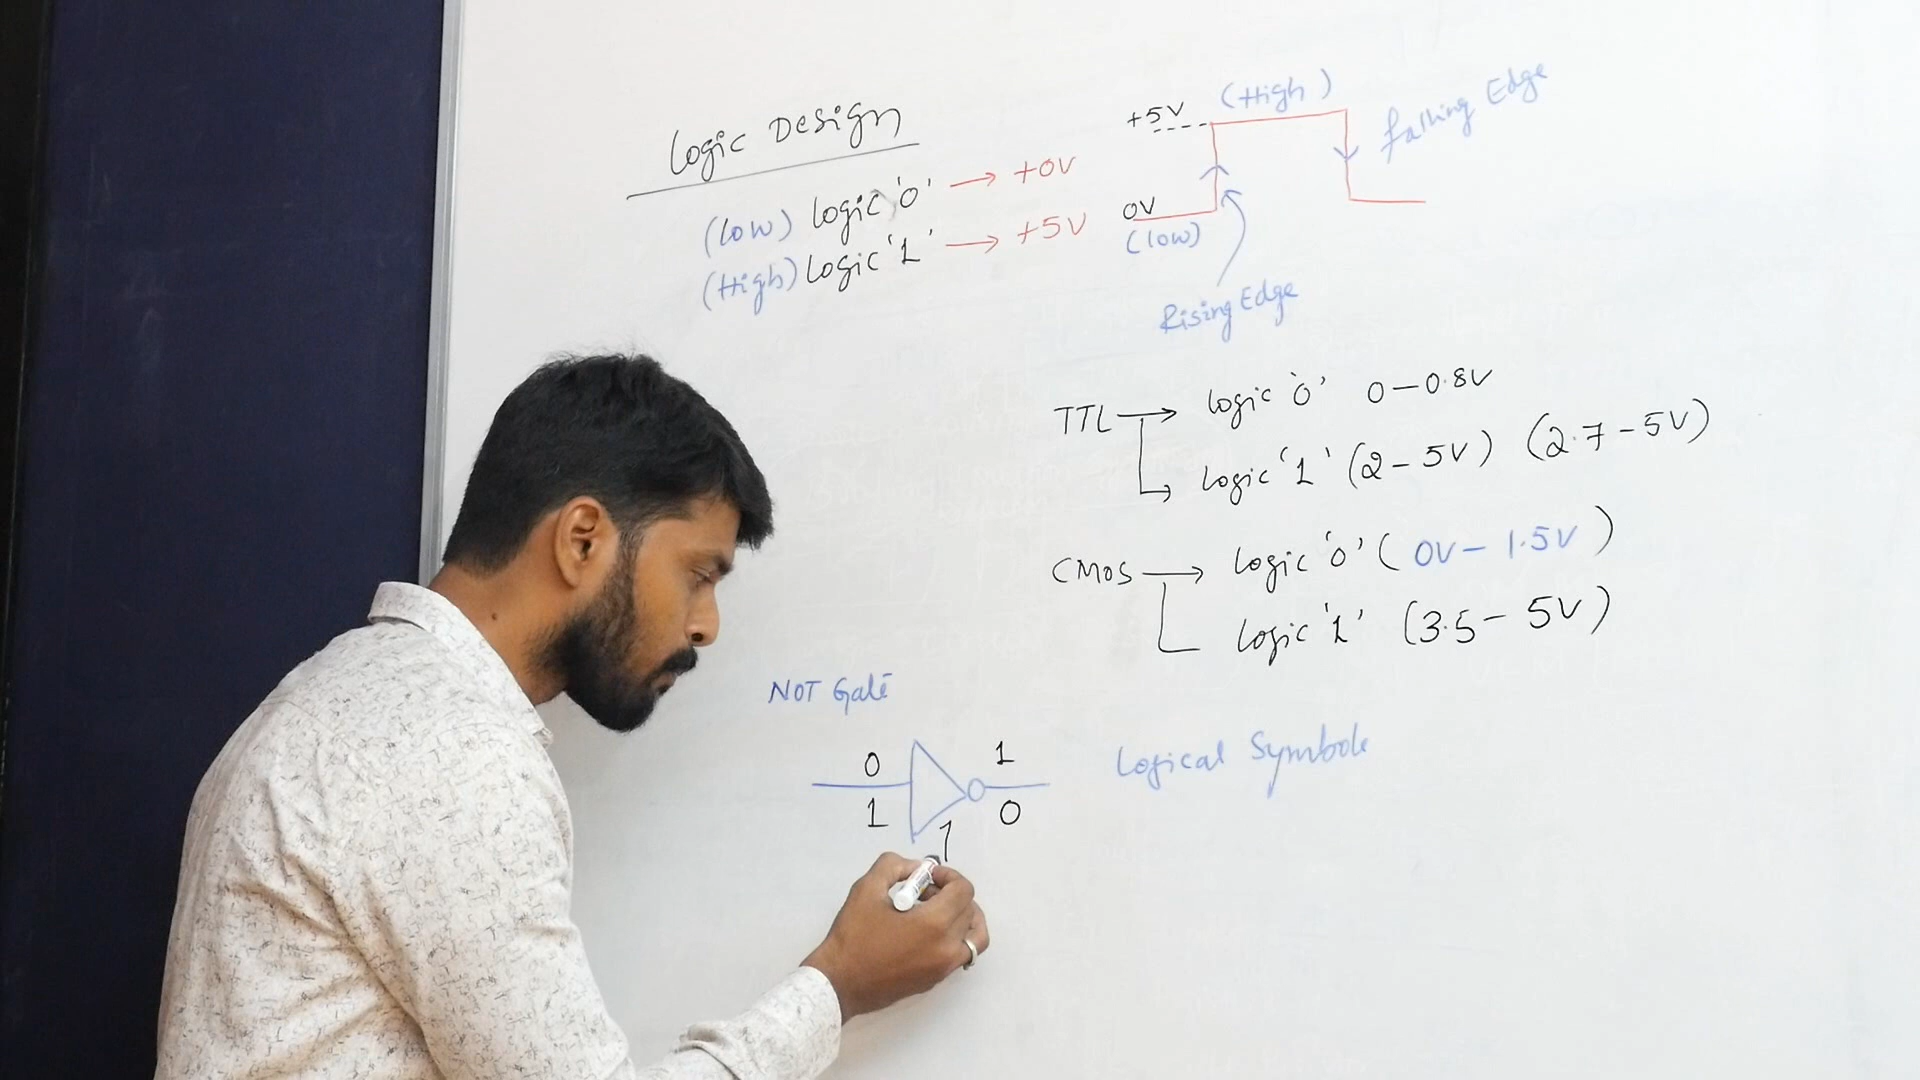 Logic Design
(low) logic '0' → +0V
(High) logic '1' → +5V
+5V
(High)
falling Edge
0V
(low)
Rising Edge
TTL → logic '0' 0-0.8V
→ logic '1' (2-5V) (2.7-5V)
CMOS → logic '0' (0V-1.5V)
logic '1' (3.5-5V)
NOT Gate
0 1
1 0
1
Logical Symbole